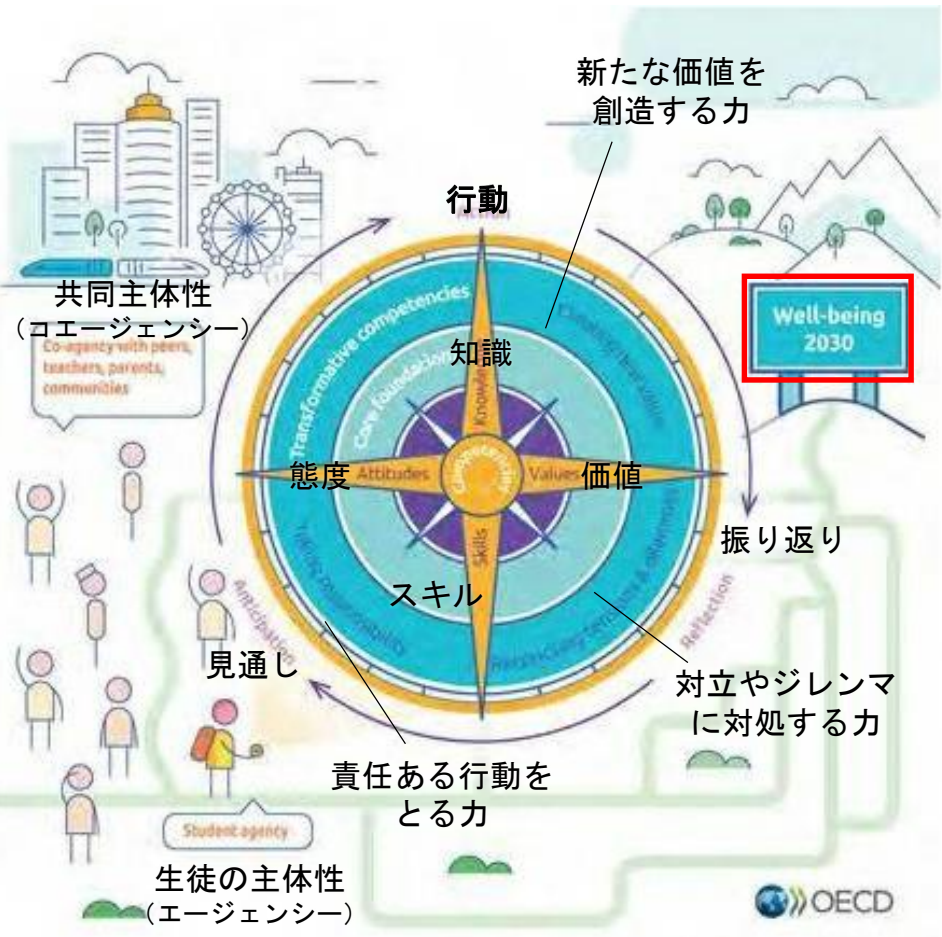 新たな価値を
創造する力
行動
共同主体性
(コエージェンシー)
Co-agency with peers,
teachers, parents,
communities
Transformative competencies
Core foundation
知識
Well-being
2030
態度 Attitudes
Values 価値
Skills
スキル
振り返り
Reflection
Anticipation
見通し
対立やジレンマ
に対処する力
責任ある行動を
とる力
Student agency
生徒の主体性
(エージェンシー)
OECD